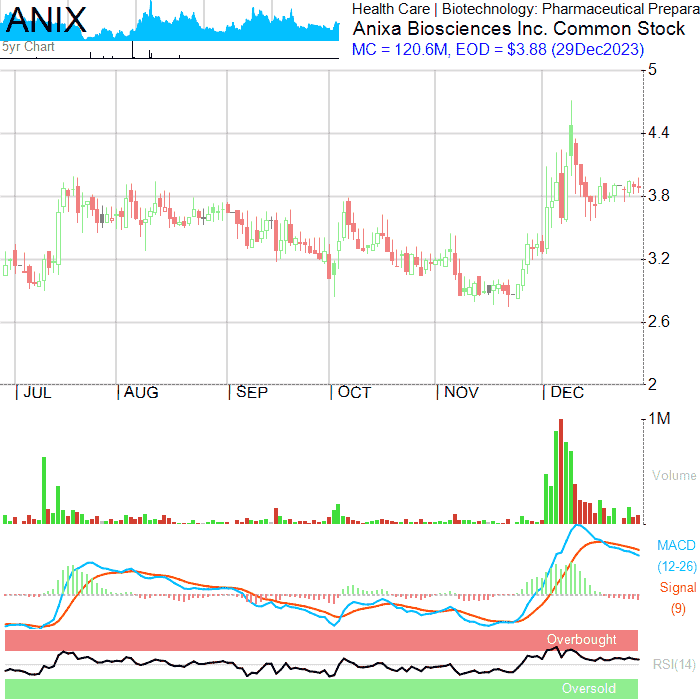 ANIX
5yr Chart
Health Care | Biotechnology: Pharmaceutical Prepara
Anixa Biosciences Inc. Common Stock
MC = 120.6M, EOD = $3.88 (29Dec2023)
5
4.4
3.8
3.2
2.6
2
JUL AUG SEP OCT NOV DEC
1M
Volume
MACD
(12-26)
Signal
(9)
Overbought
RSI(14)
Oversold